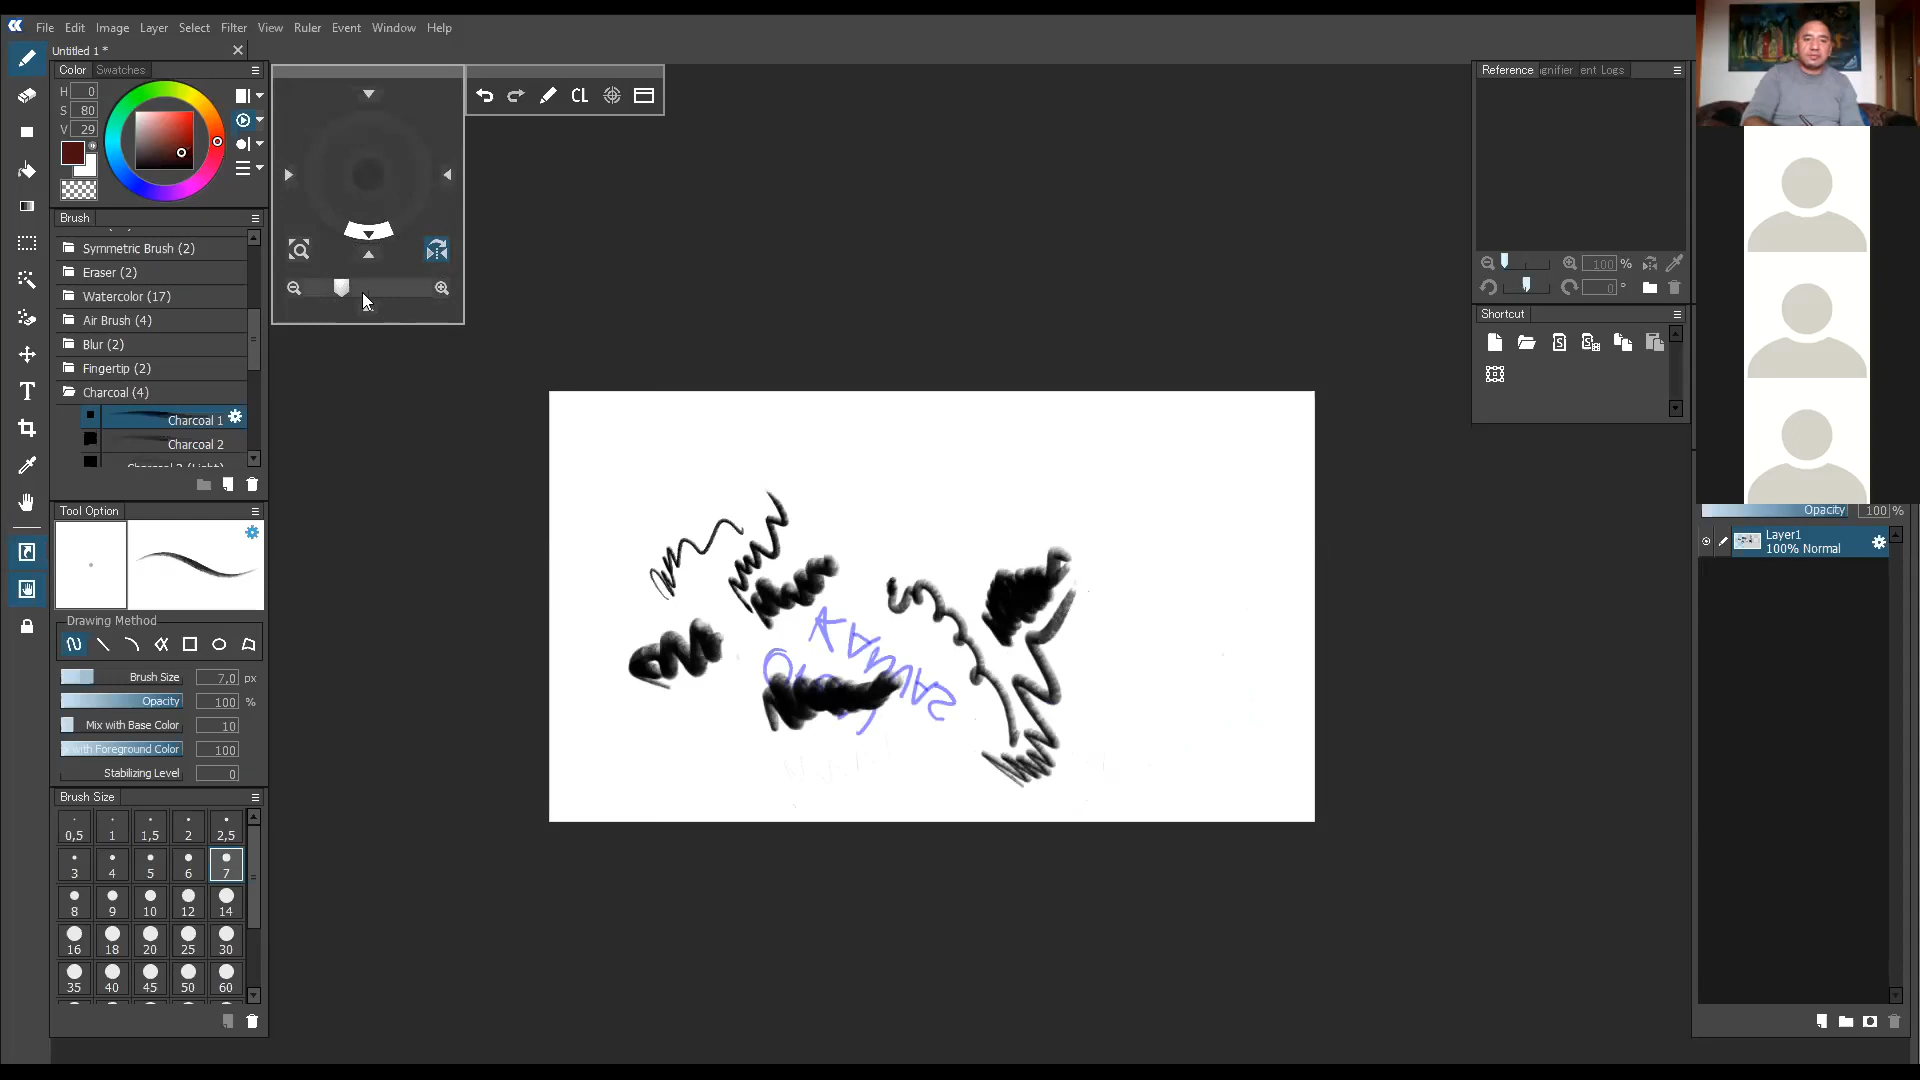 File Edit Image Layer Select Filter View Ruler Event Window Help
Untitled 1 *
Color Swatches
H 0
S 80
V 29
Brush
Symmetric Brush (2)
Eraser (2)
Watercolor (17)
Air Brush (4)
Blur (2)
Fingertip (2)
Charcoal (4)
Charcoal 1
Charcoal 2
Tool Option
Drawing Method
Brush Size 7,0 px
Opacity 100 %
Mix with Base Color 10
with Foreground Color 100
Stabilizing Level 0
Brush Size
0,5 1 1,5 2 2,5
3 4 5 6 7
8 9 10 12 14
16 18 20 25 30
35 40 45 50 60
CL
Reference gnifier ent Logs
100 %
0 °
Shortcut
Opacity 100 %
Layer1
100% Normal